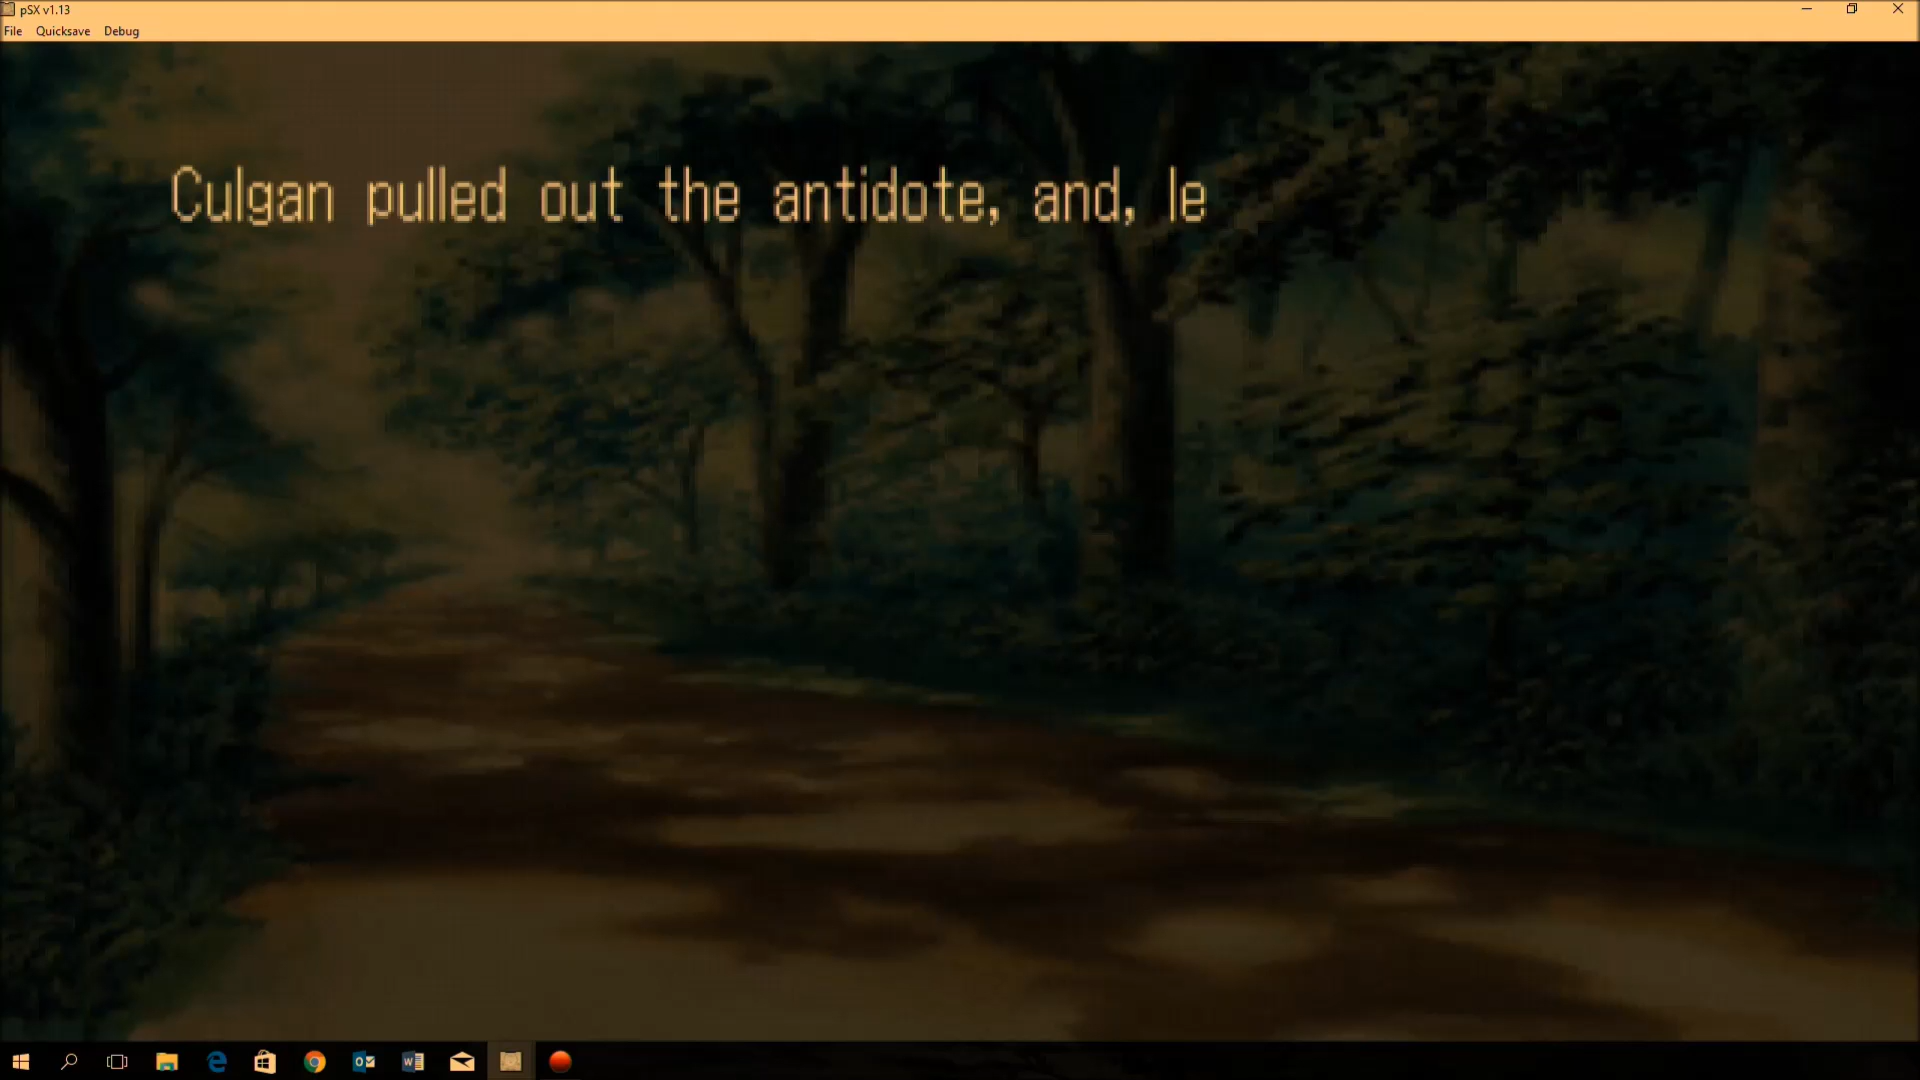 pSX v1.13
File Quicksave Debug
Culgan pulled out the antidote, and, le